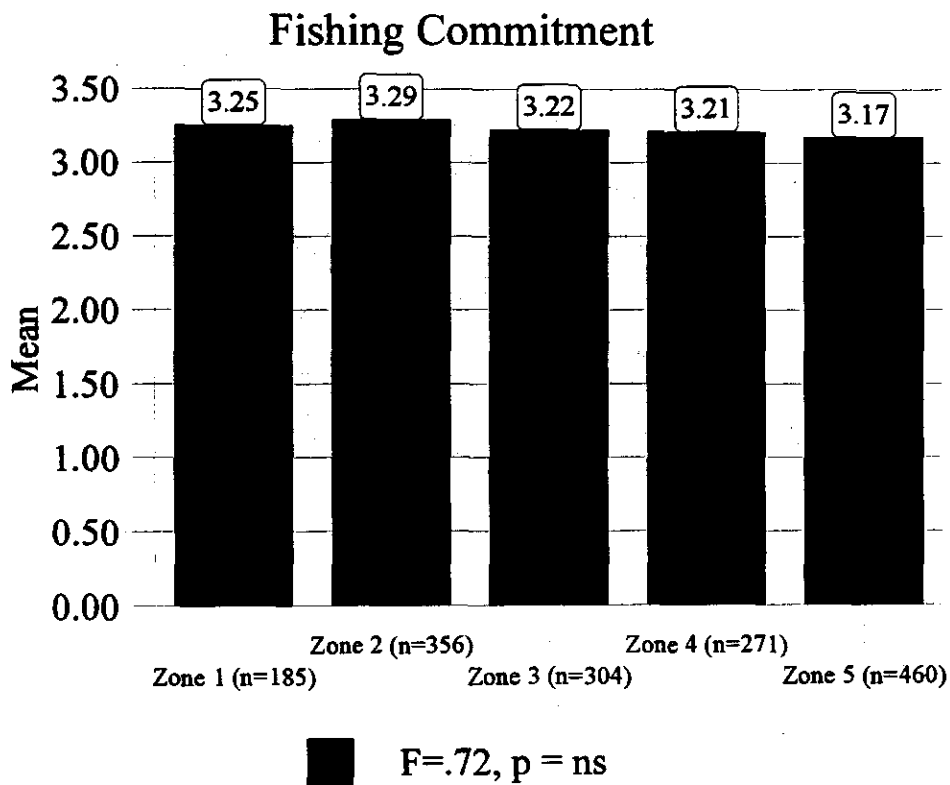 Fishing Commitment
3.50
3.00
2.50
2.00
1.50
1.00
0.50
0.00
Mean
3.25
3.29
3.22
3.21
3.17
Zone 1 (n=185)
Zone 2 (n=356)
Zone 3 (n=304)
Zone 4 (n=271)
Zone 5 (n=460)
F=.72, p = ns